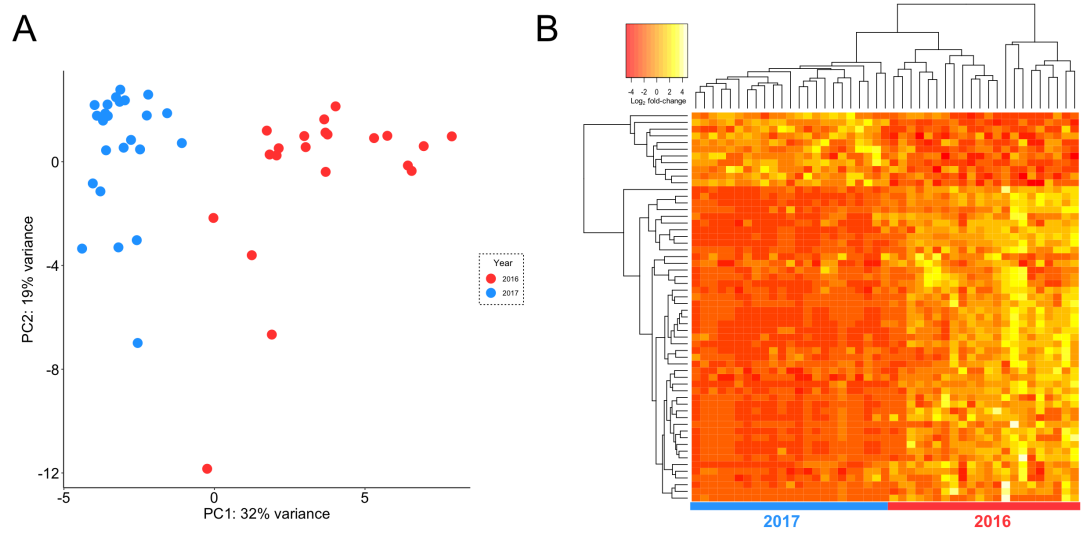 A
B
-4 -2 0 2 4
Log2 fold-change
0
-4
-8
-12
PC2: 19% variance
Year
2016
2017
-5 0 5
PC1: 32% variance
2017 2016